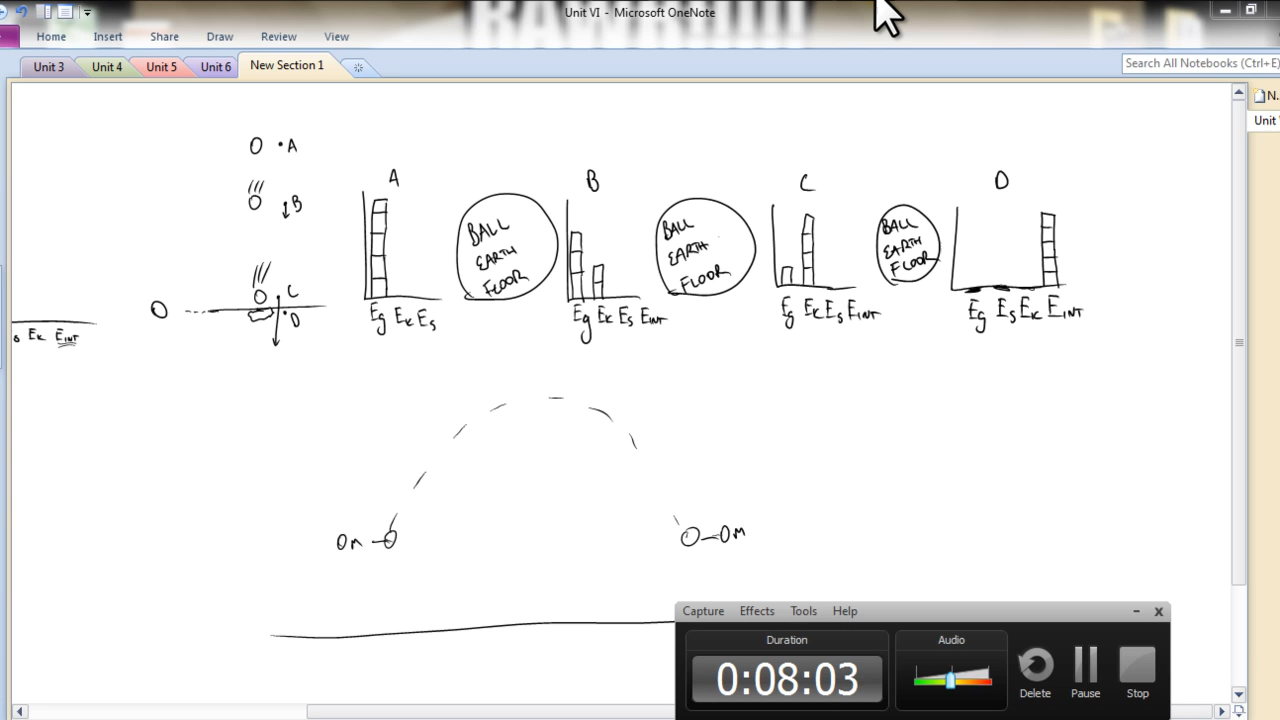 Unit VI - Microsoft OneNote
Home Insert Share Draw Review View
Unit 3 Unit 4 Unit 5 Unit 6 New Section 1
Search All Notebooks (Ctrl+E)
N..
Unit
O
A
B
O
C
D
s Ek EINT
A
Eg Ek Es
BALL
EARTH
FLOOR
B
Eg Ek Es EINT
BALL
EARTH
FLOOR
C
Eg Ek Es EINT
BALL
EARTH
FLOOR
D
Eg Es Ek EINT
0m
0m
Capture Effects Tools Help
Duration
0:08:03
Audio
Delete Pause Stop